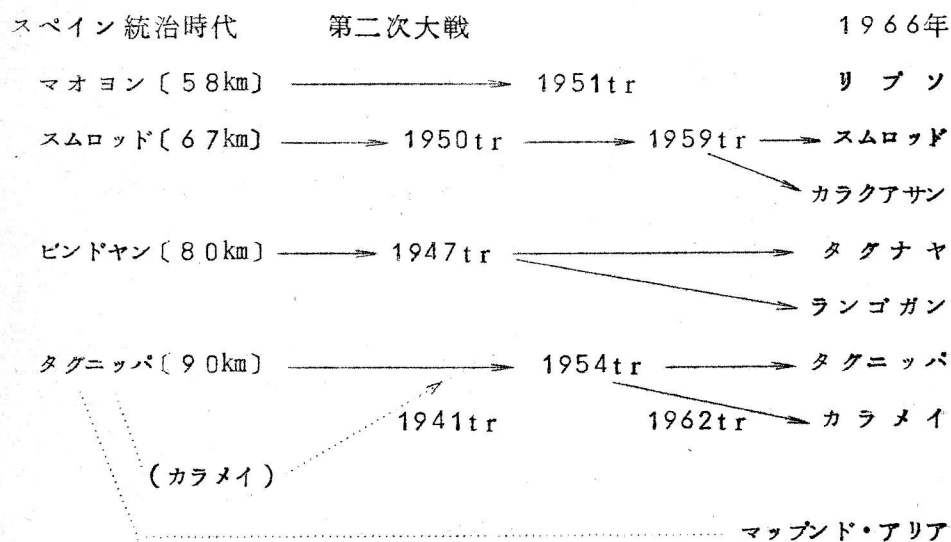 スペイン統治時代 第二次大戦 1966年
マオヨン〔58km〕 1951tr リプソ
スムロッド〔67km〕 1950tr 1959tr スムロッド
カラクアサン
ピンドヤン〔80km〕 1947tr タグナヤ
ランゴガン
タグニッパ〔90km〕 1954tr タグニッパ
1941tr 1962tr カラメイ
(カラメイ)
マップンド・アリア